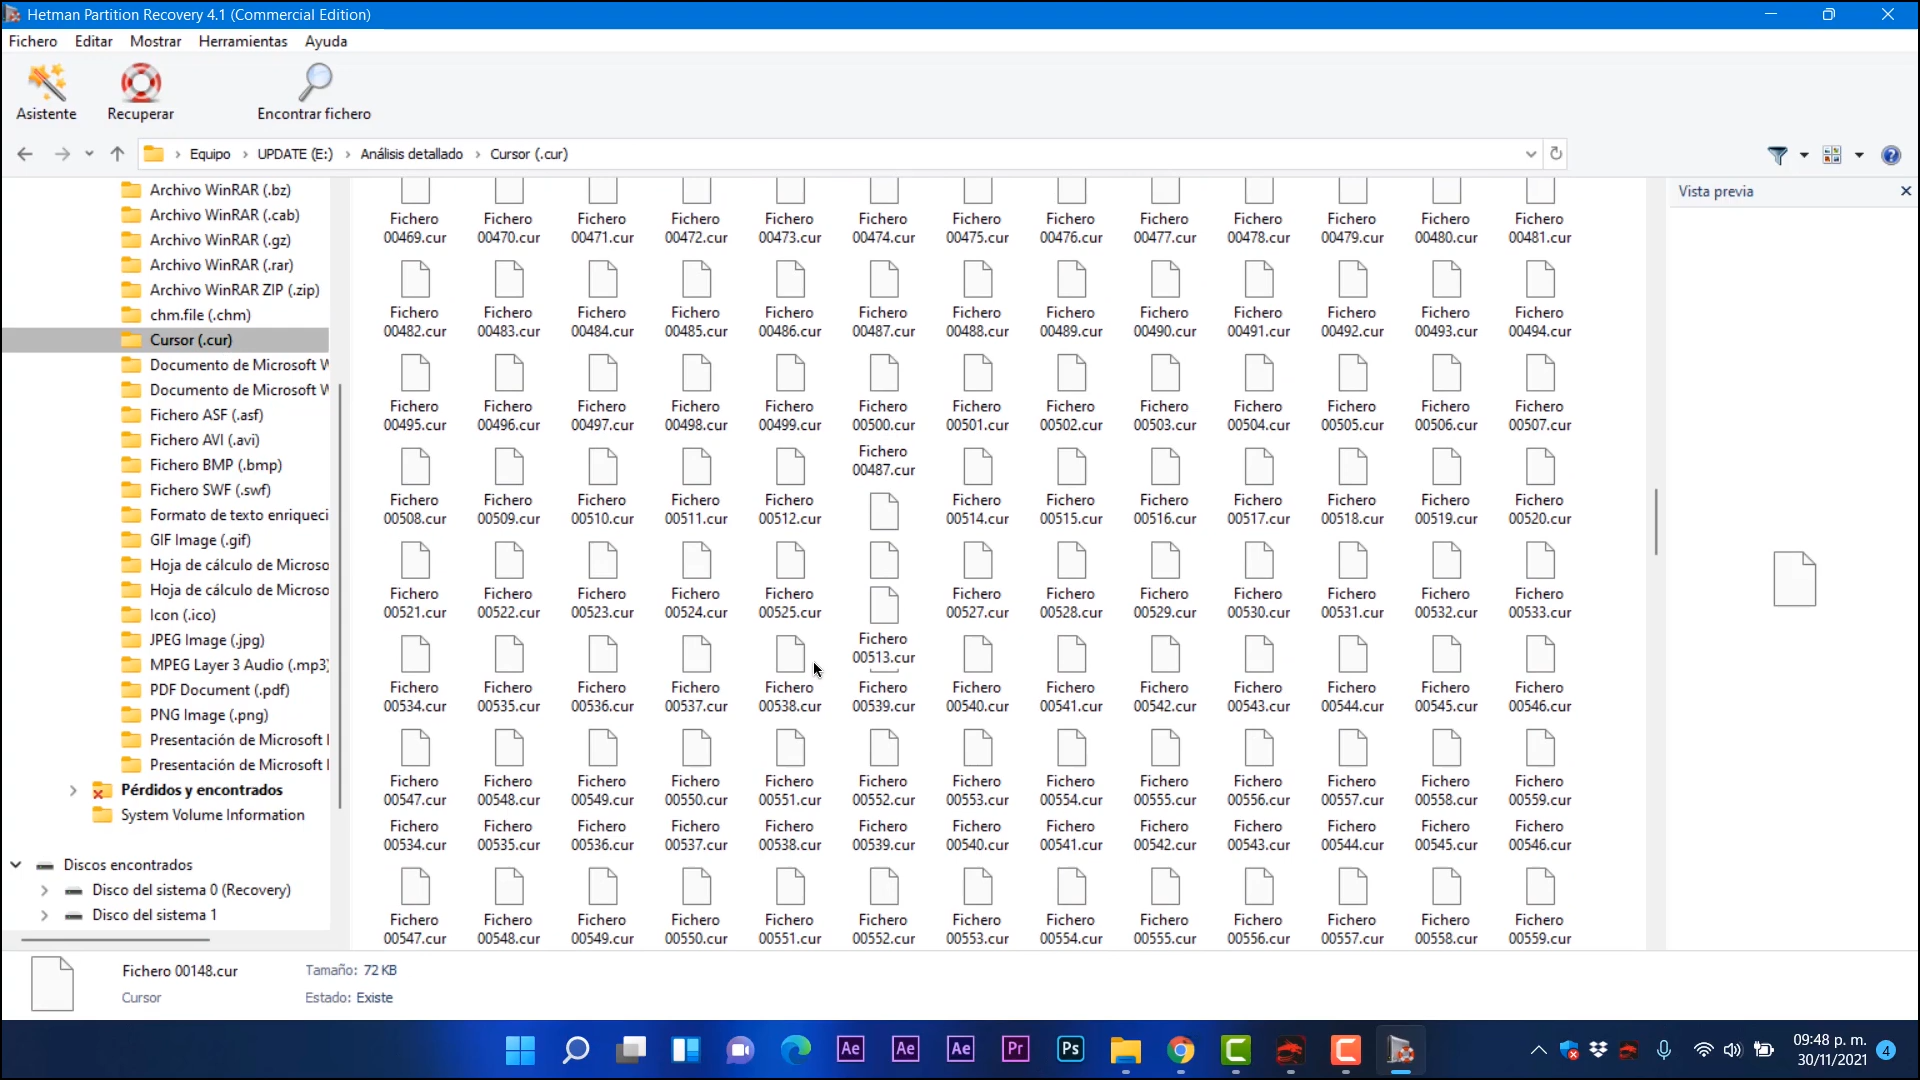 Hetman Partition Recovery 4.1 (Commercial Edition)
Fichero Editar Mostrar Herramientas Ayuda
Asistente Recuperar Encontrar fichero
Equipo UPDATE (E:) Análisis detallado Cursor (.cur)
Archivo WinRAR (.bz)
Archivo WinRAR (.cab)
Archivo WinRAR (.gz)
Archivo WinRAR (.rar)
Archivo WinRAR ZIP (.zip)
chm.file (.chm)
Cursor (.cur)
Documento de Microsoft W
Documento de Microsoft W
Fichero ASF (.asf)
Fichero AVI (.avi)
Fichero BMP (.bmp)
Fichero SWF (.swf)
Formato de texto enriqueci
GIF Image (.gif)
Hoja de cálculo de Microso
Hoja de cálculo de Microso
Icon (.ico)
JPEG Image (.jpg)
MPEG Layer 3 Audio (.mp3)
PDF Document (.pdf)
PNG Image (.png)
Presentación de Microsoft
Presentación de Microsoft
Pérdidos y encontrados
System Volume Information
Discos encontrados
Disco del sistema 0 (Recovery)
Disco del sistema 1
Fichero Fichero Fichero Fichero Fichero Fichero Fichero Fichero Fichero Fichero Fichero Fichero Fichero
00469.cur 00470.cur 00471.cur 00472.cur 00473.cur 00474.cur 00475.cur 00476.cur 00477.cur 00478.cur 00479.cur 00480.cur 00481.cur
Fichero Fichero Fichero Fichero Fichero Fichero Fichero Fichero Fichero Fichero Fichero Fichero Fichero
00482.cur 00483.cur 00484.cur 00485.cur 00486.cur 00487.cur 00488.cur 00489.cur 00490.cur 00491.cur 00492.cur 00493.cur 00494.cur
Fichero Fichero Fichero Fichero Fichero Fichero Fichero Fichero Fichero Fichero Fichero Fichero Fichero
00495.cur 00496.cur 00497.cur 00498.cur 00499.cur 00500.cur 00501.cur 00502.cur 00503.cur 00504.cur 00505.cur 00506.cur 00507.cur
Fichero
00487.cur
Fichero Fichero Fichero Fichero Fichero Fichero Fichero Fichero Fichero Fichero Fichero Fichero
00508.cur 00509.cur 00510.cur 00511.cur 00512.cur 00514.cur 00515.cur 00516.cur 00517.cur 00518.cur 00519.cur 00520.cur
Fichero Fichero Fichero Fichero Fichero Fichero Fichero Fichero Fichero Fichero Fichero Fichero
00521.cur 00522.cur 00523.cur 00524.cur 00525.cur 00527.cur 00528.cur 00529.cur 00530.cur 00531.cur 00532.cur 00533.cur
Fichero
00513.cur
Fichero Fichero Fichero Fichero Fichero Fichero Fichero Fichero Fichero Fichero Fichero Fichero Fichero
00534.cur 00535.cur 00536.cur 00537.cur 00538.cur 00539.cur 00540.cur 00541.cur 00542.cur 00543.cur 00544.cur 00545.cur 00546.cur
Fichero Fichero Fichero Fichero Fichero Fichero Fichero Fichero Fichero Fichero Fichero Fichero Fichero
00547.cur 00548.cur 00549.cur 00550.cur 00551.cur 00552.cur 00553.cur 00554.cur 00555.cur 00556.cur 00557.cur 00558.cur 00559.cur
Fichero Fichero Fichero Fichero Fichero Fichero Fichero Fichero Fichero Fichero Fichero Fichero Fichero
00534.cur 00535.cur 00536.cur 00537.cur 00538.cur 00539.cur 00540.cur 00541.cur 00542.cur 00543.cur 00544.cur 00545.cur 00546.cur
Fichero Fichero Fichero Fichero Fichero Fichero Fichero Fichero Fichero Fichero Fichero Fichero Fichero
00547.cur 00548.cur 00549.cur 00550.cur 00551.cur 00552.cur 00553.cur 00554.cur 00555.cur 00556.cur 00557.cur 00558.cur 00559.cur
Vista previa
Fichero 00148.cur Tamaño: 72 KB
Cursor Estado: Existe
Ae Ae Ae Pr Ps
09:48 p. m.
30/11/2021 4